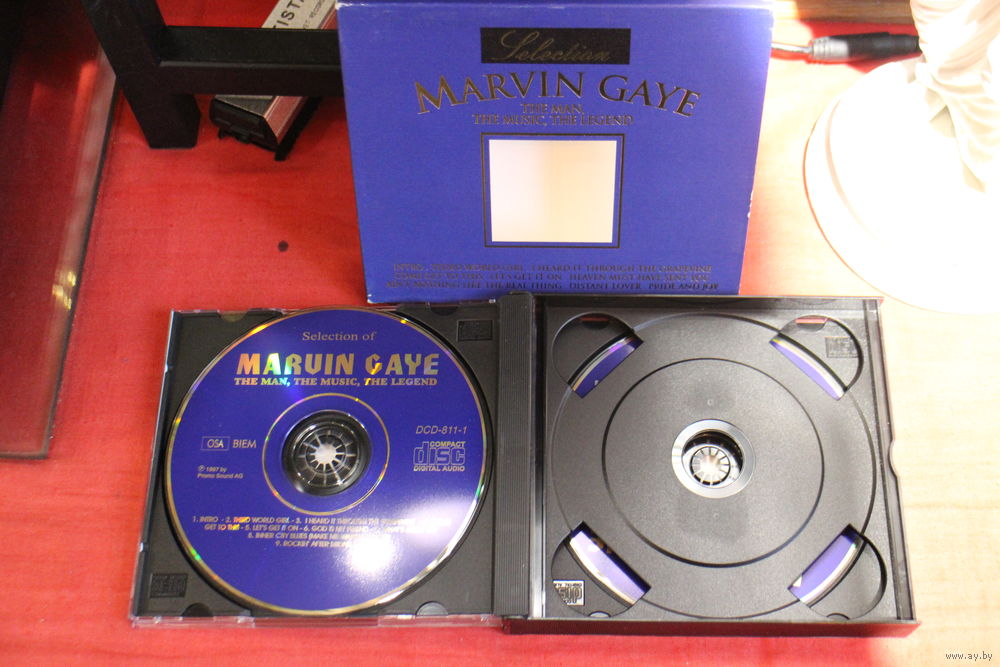 ISTA
Selection
MARVIN GAYE
THE MAN,
THE MUSIC, THE LEGEND
INTRO THIRD WORLD GIRL I HEARD IT THROUGH THE GRAPEVINE
LET'S GET IT ON HEAVEN MUST HAVE SENT YOU
AIN'T NOTHING LIKE THE REAL THING DISTANT LOVER PRIDE AND JOY
Selection of
MARVIN GAYE
THE MAN, THE MUSIC, THE LEGEND
OSA BIEM
DCD-811-1
COMPACT
disc
DIGITAL AUDIO
℗ 1997 by
Promo Sound AG
1. INTRO - 2. THIRD WORLD GIRL - 3. I HEARD IT THROUGH THE
GET TO THIS - 5. LET'S GET IT ON - 6. GOD IS MY FRIEND
8. INNER CITY BLUES (MAKE ME
9. ROCKIN' AFTER
www.ay.by